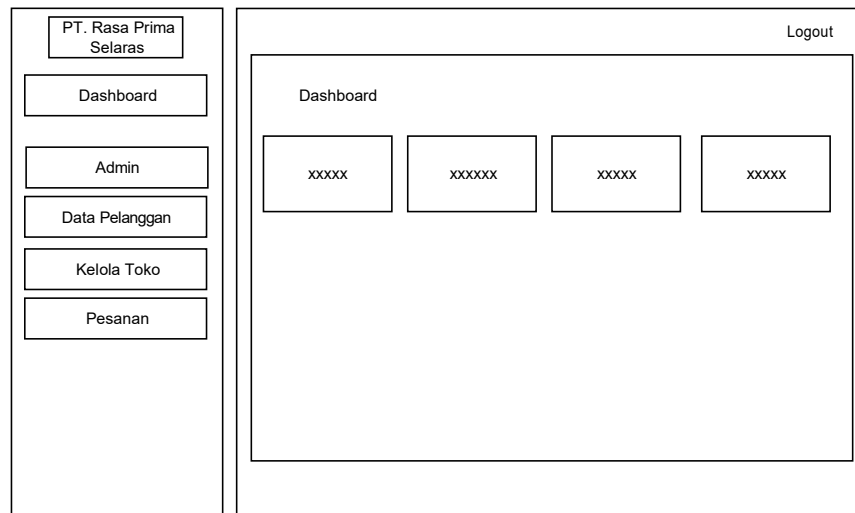 PT. Rasa Prima
Selaras
Dashboard
Admin
Data Pelanggan
Kelola Toko
Pesanan
Logout
Dashboard
xxxxx
xxxxxx
xxxxx
xxxxx